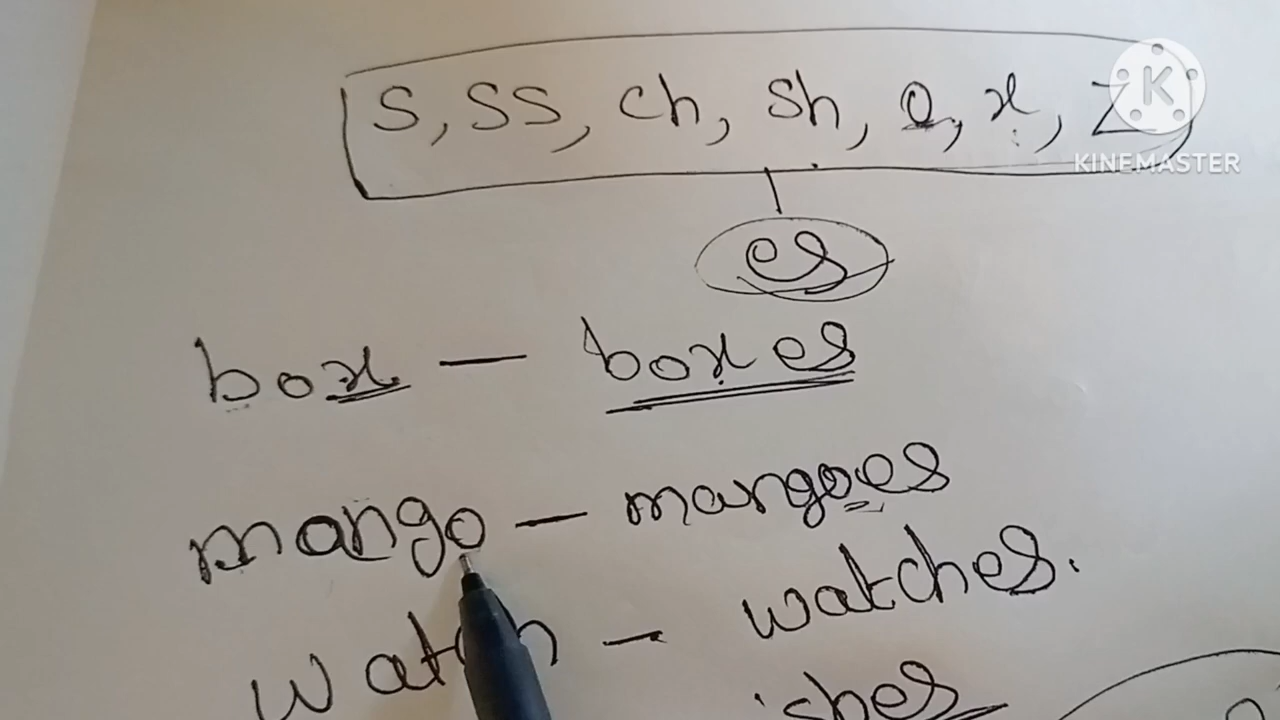 S, SS, Ch, Sh, O, x, Z
es
box — boxes
mango — mangoes
watch — watches.
KINEMASTER